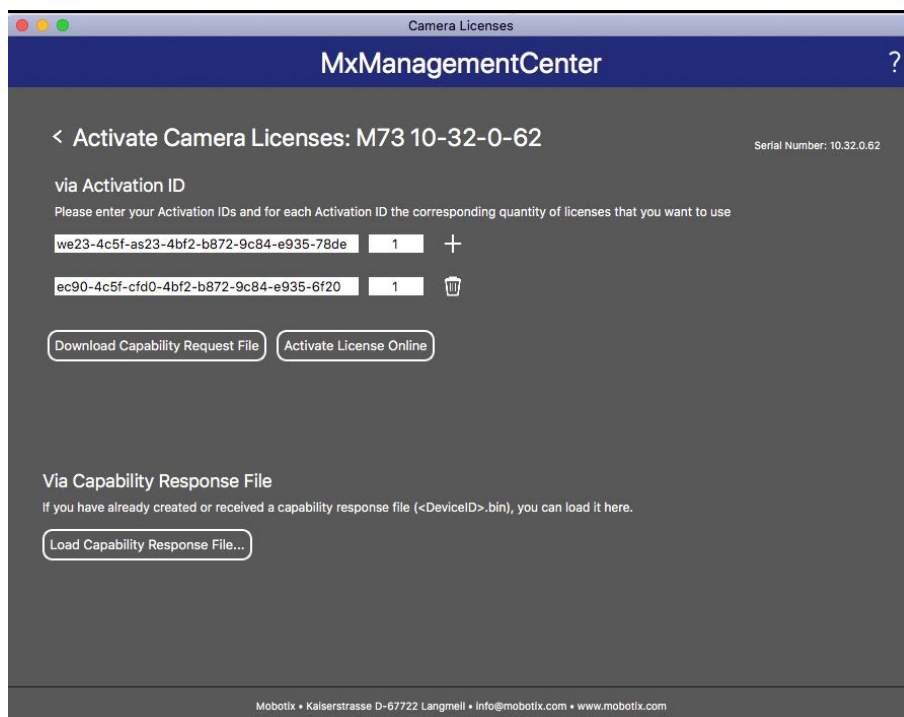 Camera Licenses
MxManagementCenter
?
< Activate Camera Licenses: M73 10-32-0-62
Serial Number: 10.32.0.62
via Activation ID
Please enter your Activation IDs and for each Activation ID the corresponding quantity of licenses that you want to use
we23-4c5f-as23-4bf2-b872-9c84-e935-78de 1 +
ec90-4c5f-cfd0-4bf2-b872-9c84-e935-6f20 1
Download Capability Request File Activate License Online
Via Capability Response File
If you have already created or received a capability response file (<DeviceID>.bin), you can load it here.
Load Capability Response File...
Mobotix • Kaiserstrasse D-67722 Langmeil • info@mobotix.com • www.mobotix.com